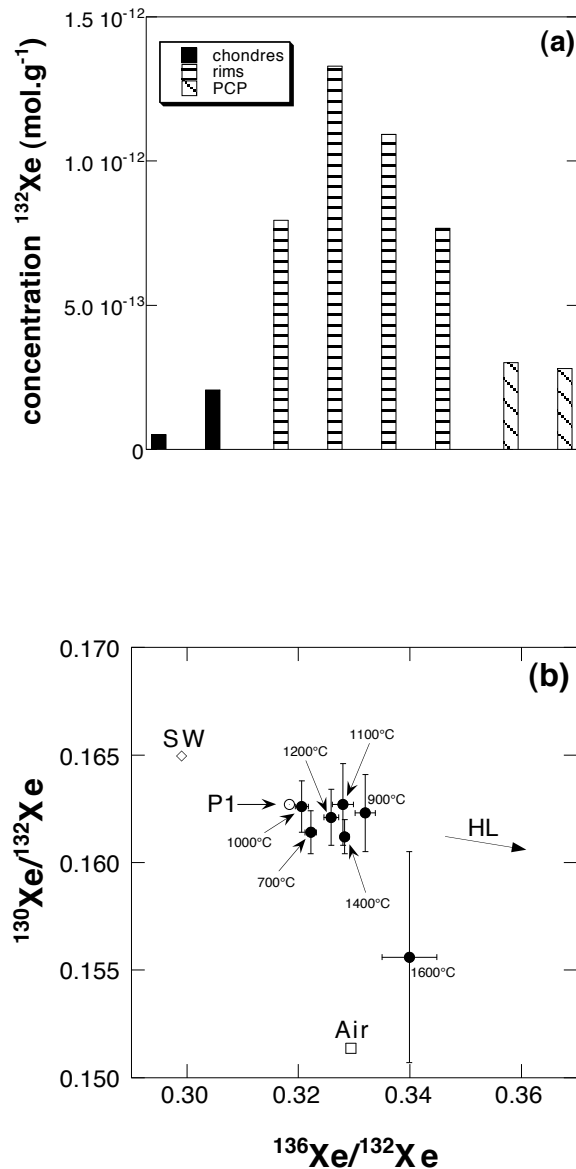 (a)
chondres
rims
PCP
concentration ¹³²Xe (mol.g⁻¹)
1.5 10⁻¹²
1.0 10⁻¹²
5.0 10⁻¹³
0
(b)
0.170
0.165
0.160
0.155
0.150
¹³⁰Xe/¹³²Xe
SW
1100°C
1200°C
P1
900°C
1000°C
HL
700°C
1400°C
1600°C
Air
0.30 0.32 0.34 0.36
¹³⁶Xe/¹³²Xe